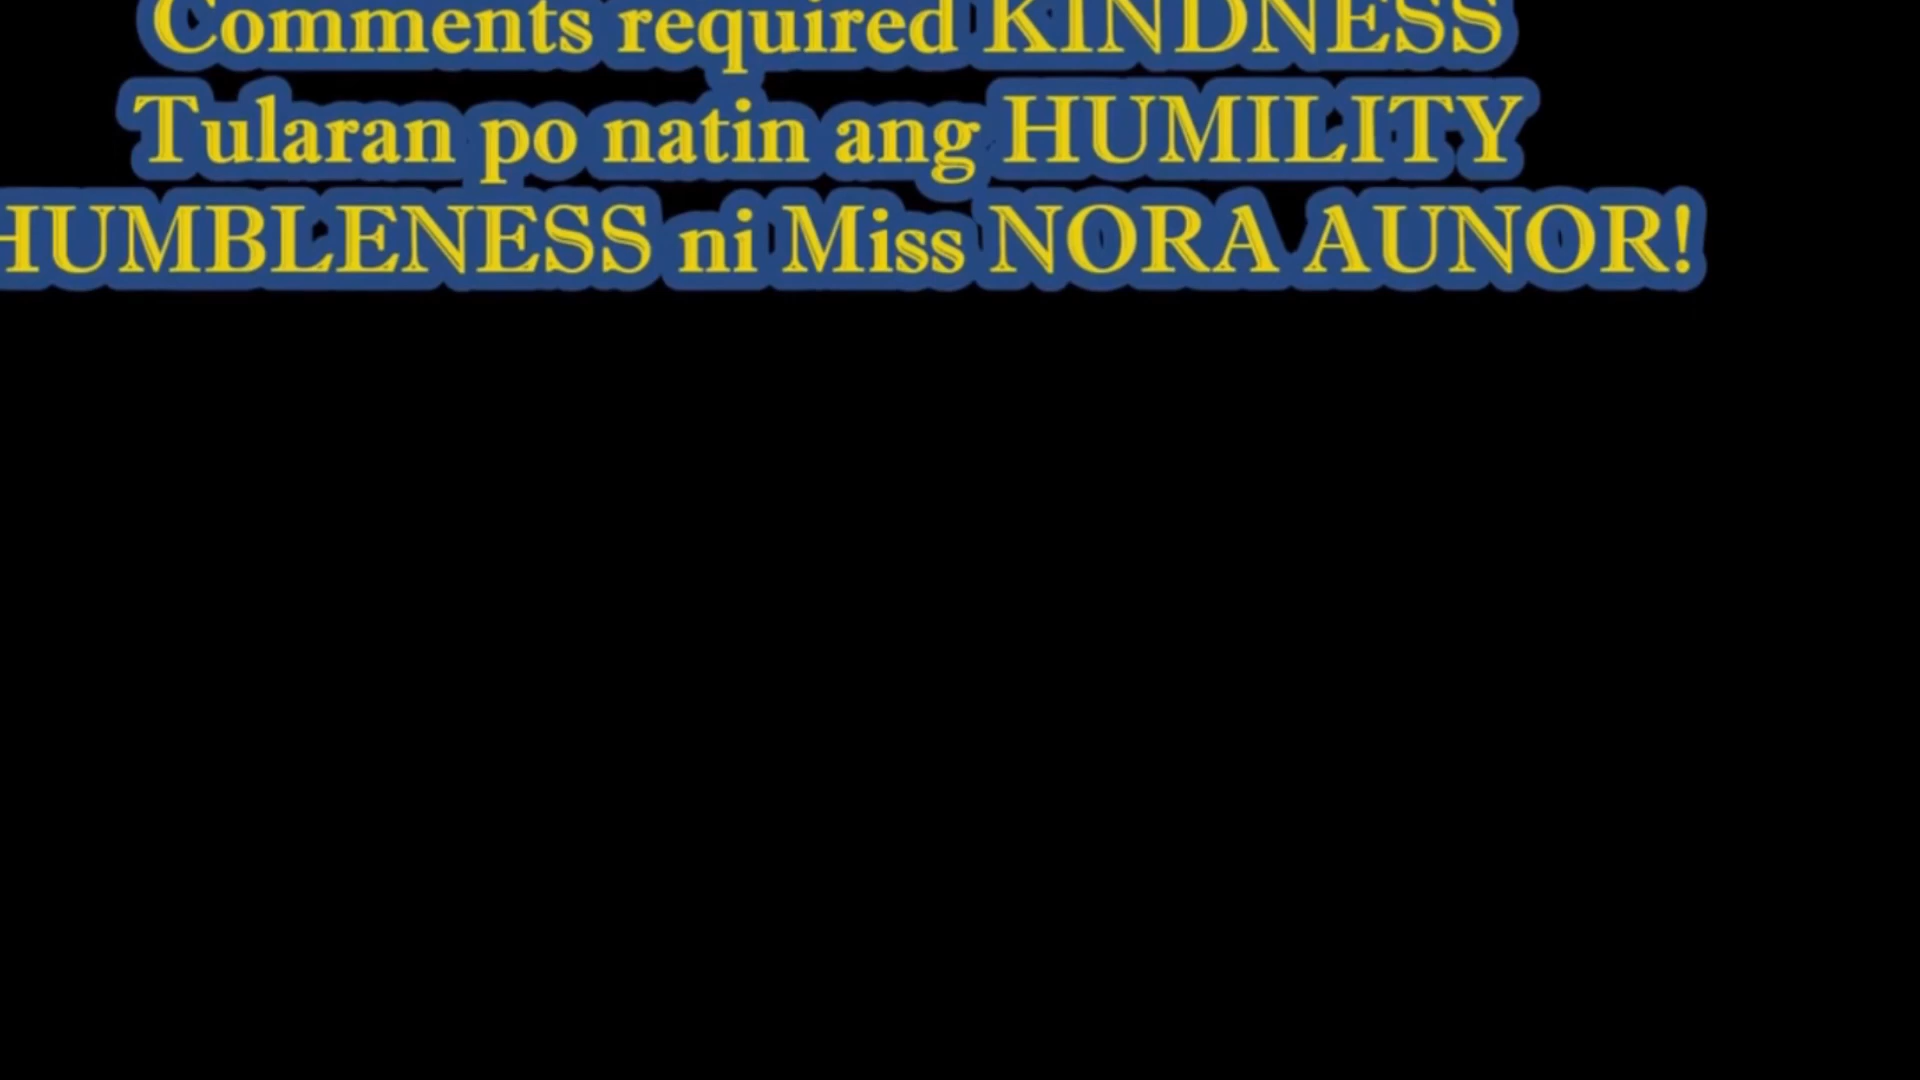 Comments required KINDNESS
Tularan po natin ang HUMILITY
HUMBLENESS ni Miss NORA AUNOR!